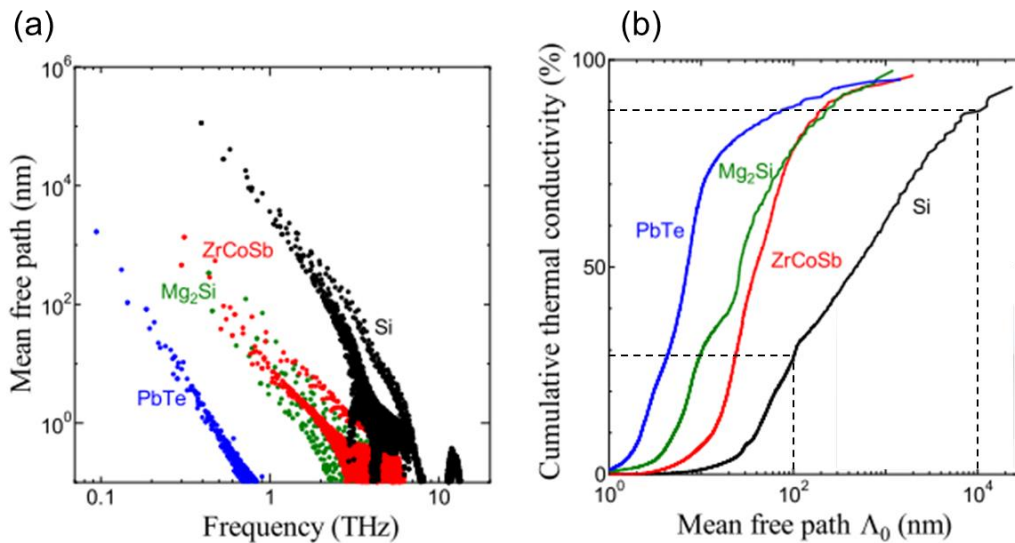 (a)
10^6
10^4
10^2
10^0
Mean free path (nm)
ZrCoSb
Mg₂Si
Si
PbTe
0.1
1
10
Frequency (THz)
(b)
100
50
0
Cumulative thermal conductivity (%)
PbTe
Mg₂Si
Si
ZrCoSb
10^0
10^2
10^4
Mean free path Λ₀ (nm)